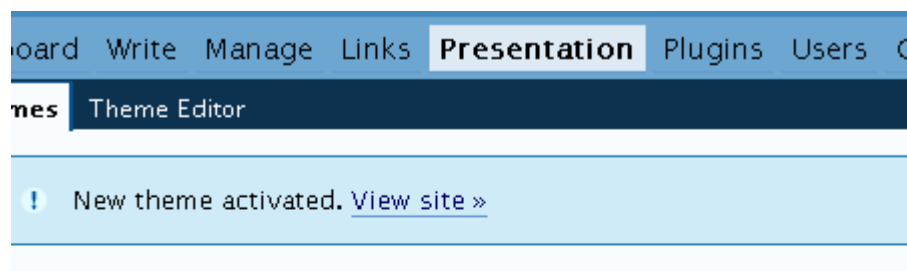 oard Write Manage Links Presentation Plugins Users
mes Theme Editor
! New theme activated. View site »